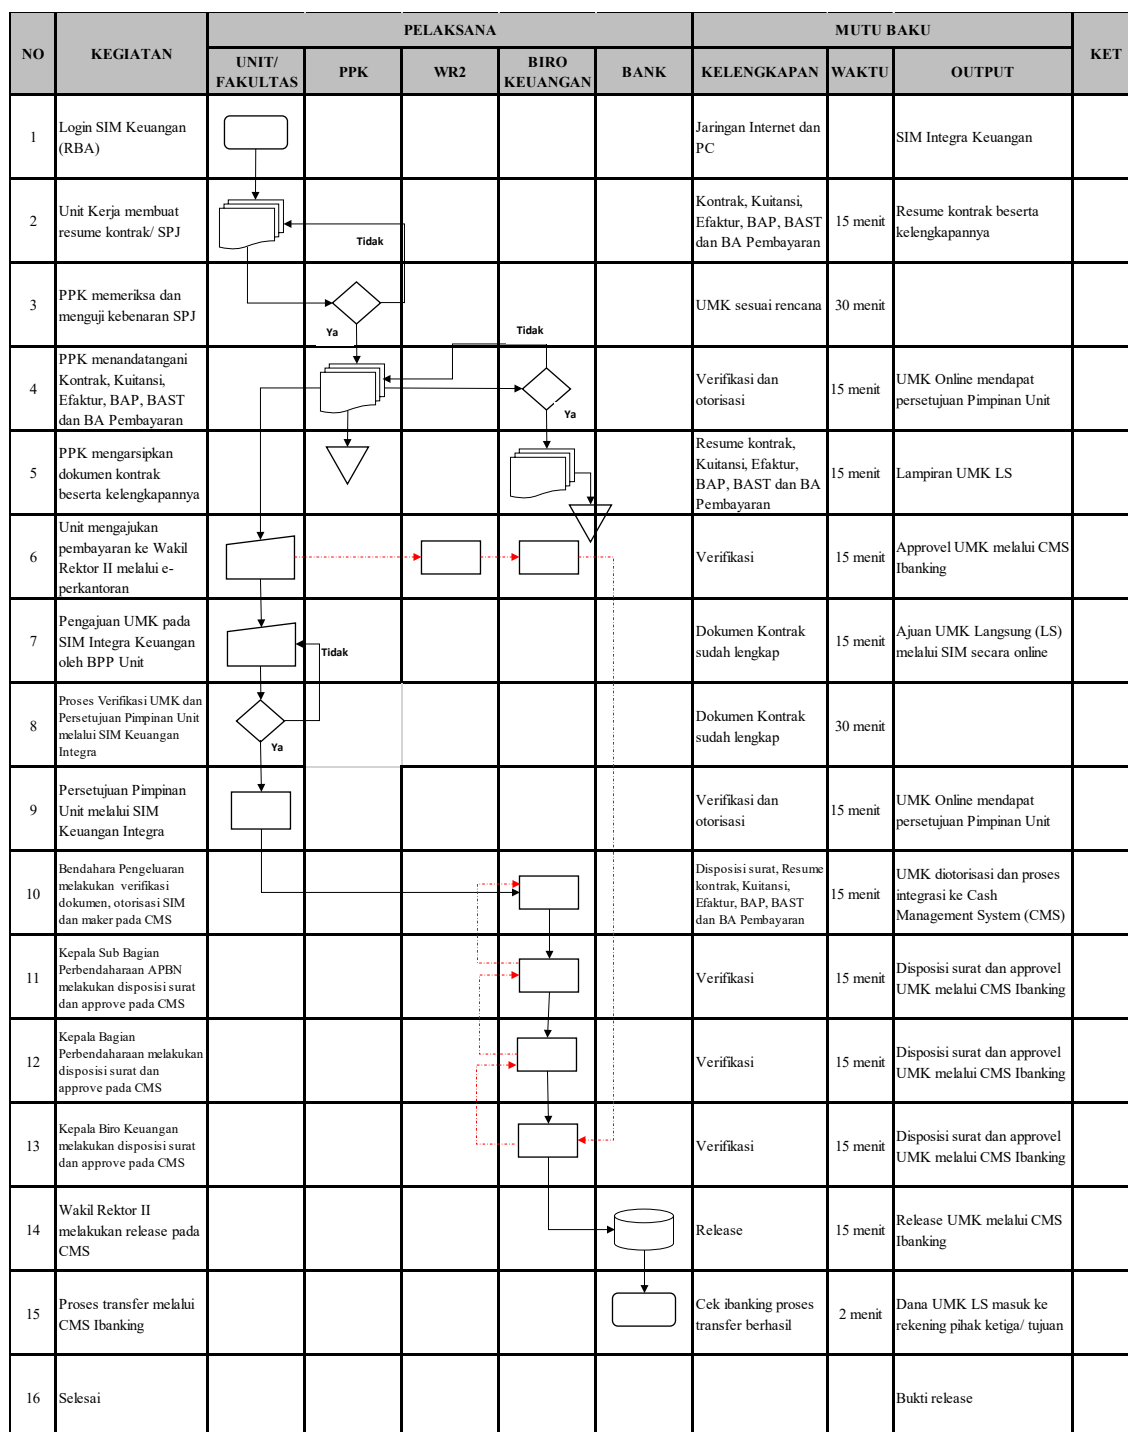 NO
KEGIATAN
PELAKSANA
MUTU BAKU
KET
UNIT/
FAKULTAS
PPK
WR2
BIRO
KEUANGAN
BANK
KELENGKAPAN
WAKTU
OUTPUT
1
Login SIM Keuangan
(RBA)
Jaringan Internet dan
PC
SIM Integra Keuangan
2
Unit Kerja membuat
resume kontrak/ SPJ
Tidak
Kontrak, Kuitansi,
Efaktur, BAP, BAST
dan BA Pembayaran
15 menit
Resume kontrak beserta
kelengkapannya
3
PPK memeriksa dan
menguji kebenaran SPJ
Ya
Tidak
UMK sesuai rencana
30 menit
4
PPK menandatangani
Kontrak, Kuitansi,
Efaktur, BAP, BAST
dan BA Pembayaran
Ya
Verifikasi dan
otorisasi
15 menit
UMK Online mendapat
persetujuan Pimpinan Unit
5
PPK mengarsipkan
dokumen kontrak
beserta kelengkapannya
Resume kontrak,
Kuitansi, Efaktur,
BAP, BAST dan BA
Pembayaran
15 menit
Lampiran UMK LS
6
Unit mengajukan
pembayaran ke Wakil
Rektor II melalui e-
perkantoran
Verifikasi
15 menit
Approvel UMK melalui CMS
Ibanking
7
Pengajuan UMK pada
SIM Integra Keuangan
oleh BPP Unit
Tidak
Dokumen Kontrak
sudah lengkap
15 menit
Ajuan UMK Langsung (LS)
melalui SIM secara online
8
Proses Verifikasi UMK dan
Persetujuan Pimpinan Unit
melalui SIM Keuangan
Integra
Ya
Dokumen Kontrak
sudah lengkap
30 menit
9
Persetujuan Pimpinan
Unit melalui SIM
Keuangan Integra
Verifikasi dan
otorisasi
15 menit
UMK Online mendapat
persetujuan Pimpinan Unit
10
Bendahara Pengeluaran
melakukan verifikasi
dokumen, otorisasi SIM
dan maker pada CMS
Disposisi surat, Resume
kontrak, Kuitansi,
Efaktur, BAP, BAST
dan BA Pembayaran
15 menit
UMK diotorisasi dan proses
integrasi ke Cash
Management System (CMS)
11
Kepala Sub Bagian
Perbendaharaan APBN
melakukan disposisi surat
dan approve pada CMS
Verifikasi
15 menit
Disposisi surat dan approvel
UMK melalui CMS Ibanking
12
Kepala Bagian
Perbendaharaan melakukan
disposisi surat dan
approve pada CMS
Verifikasi
15 menit
Disposisi surat dan approvel
UMK melalui CMS Ibanking
13
Kepala Biro Keuangan
melakukan disposisi surat
dan approve pada CMS
Verifikasi
15 menit
Disposisi surat dan approvel
UMK melalui CMS Ibanking
14
Wakil Rektor II
melakukan release pada
CMS
Release
15 menit
Release UMK melalui CMS
Ibanking
15
Proses transfer melalui
CMS Ibanking
Cek ibanking proses
transfer berhasil
2 menit
Dana UMK LS masuk ke
rekening pihak ketiga/ tujuan
16
Selesai
Bukti release